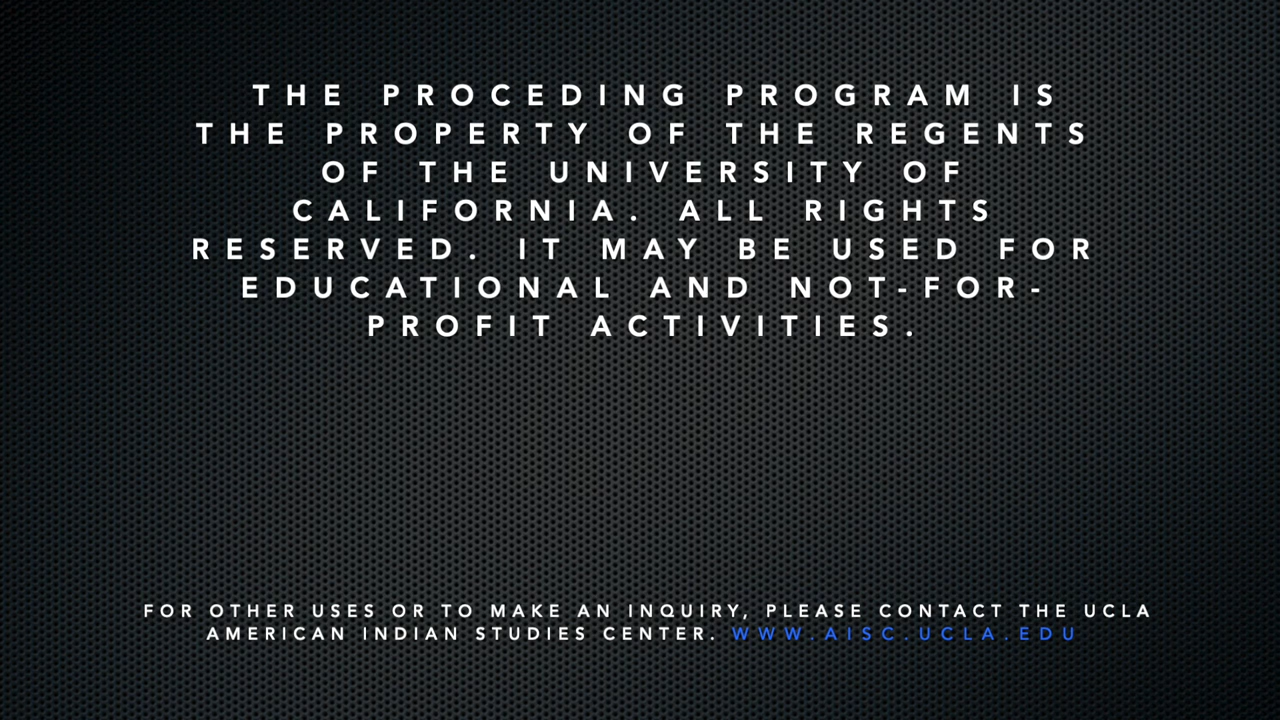 THE PROCEDING PROGRAM IS
THE PROPERTY OF THE REGENTS
OF THE UNIVERSITY OF
CALIFORNIA. ALL RIGHTS
RESERVED. IT MAY BE USED FOR
EDUCATIONAL AND NOT-FOR-
PROFIT ACTIVITIES.
FOR OTHER USES OR TO MAKE AN INQUIRY, PLEASE CONTACT THE UCLA
AMERICAN INDIAN STUDIES CENTER. WWW.AISC.UCLA.EDU